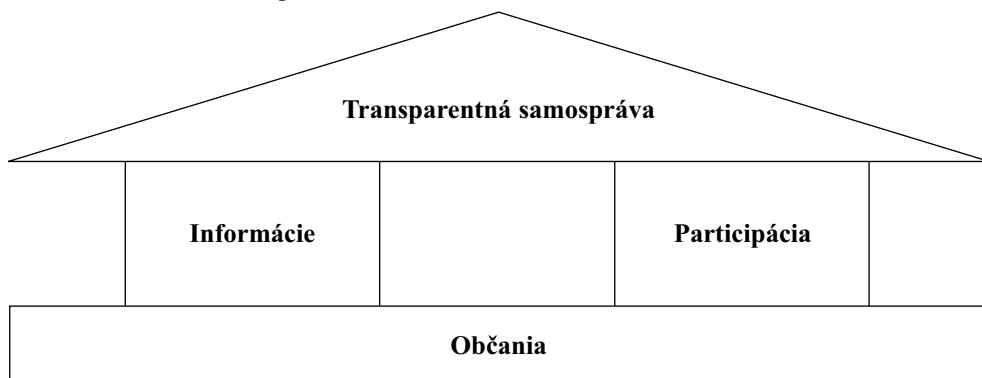 Transparentná samospráva
Informácie
Participácia
Občania